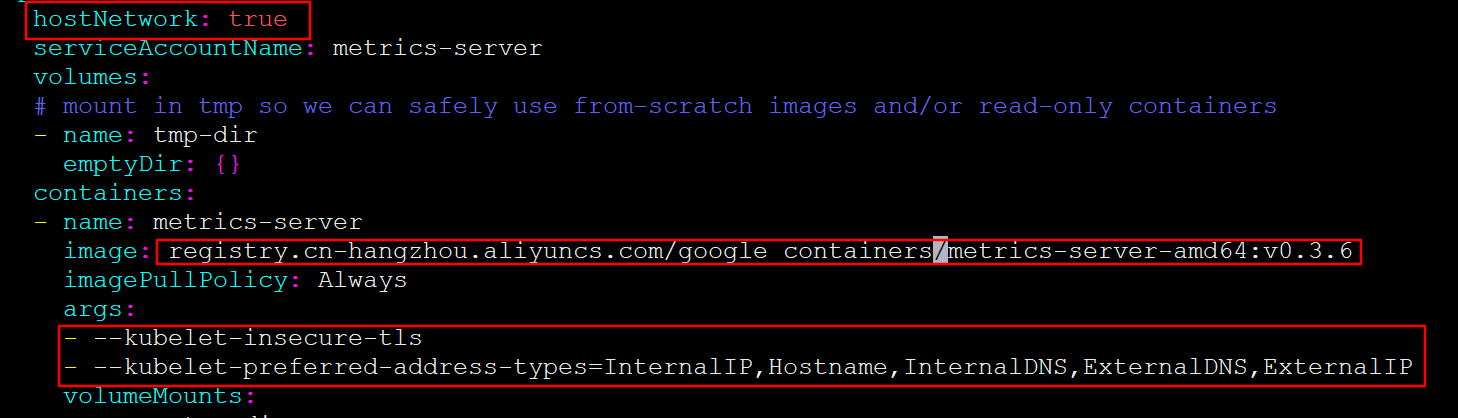 hostNetwork: true
serviceAccountName: metrics-server
volumes:
# mount in tmp so we can safely use from-scratch images and/or read-only containers
- name: tmp-dir
  emptyDir: {}
containers:
- name: metrics-server
  image: registry.cn-hangzhou.aliyuncs.com/google_containers/metrics-server-amd64:v0.3.6
  imagePullPolicy: Always
  args:
  - --kubelet-insecure-tls
  - --kubelet-preferred-address-types=InternalIP,Hostname,InternalDNS,ExternalDNS,ExternalIP
  volumeMounts: